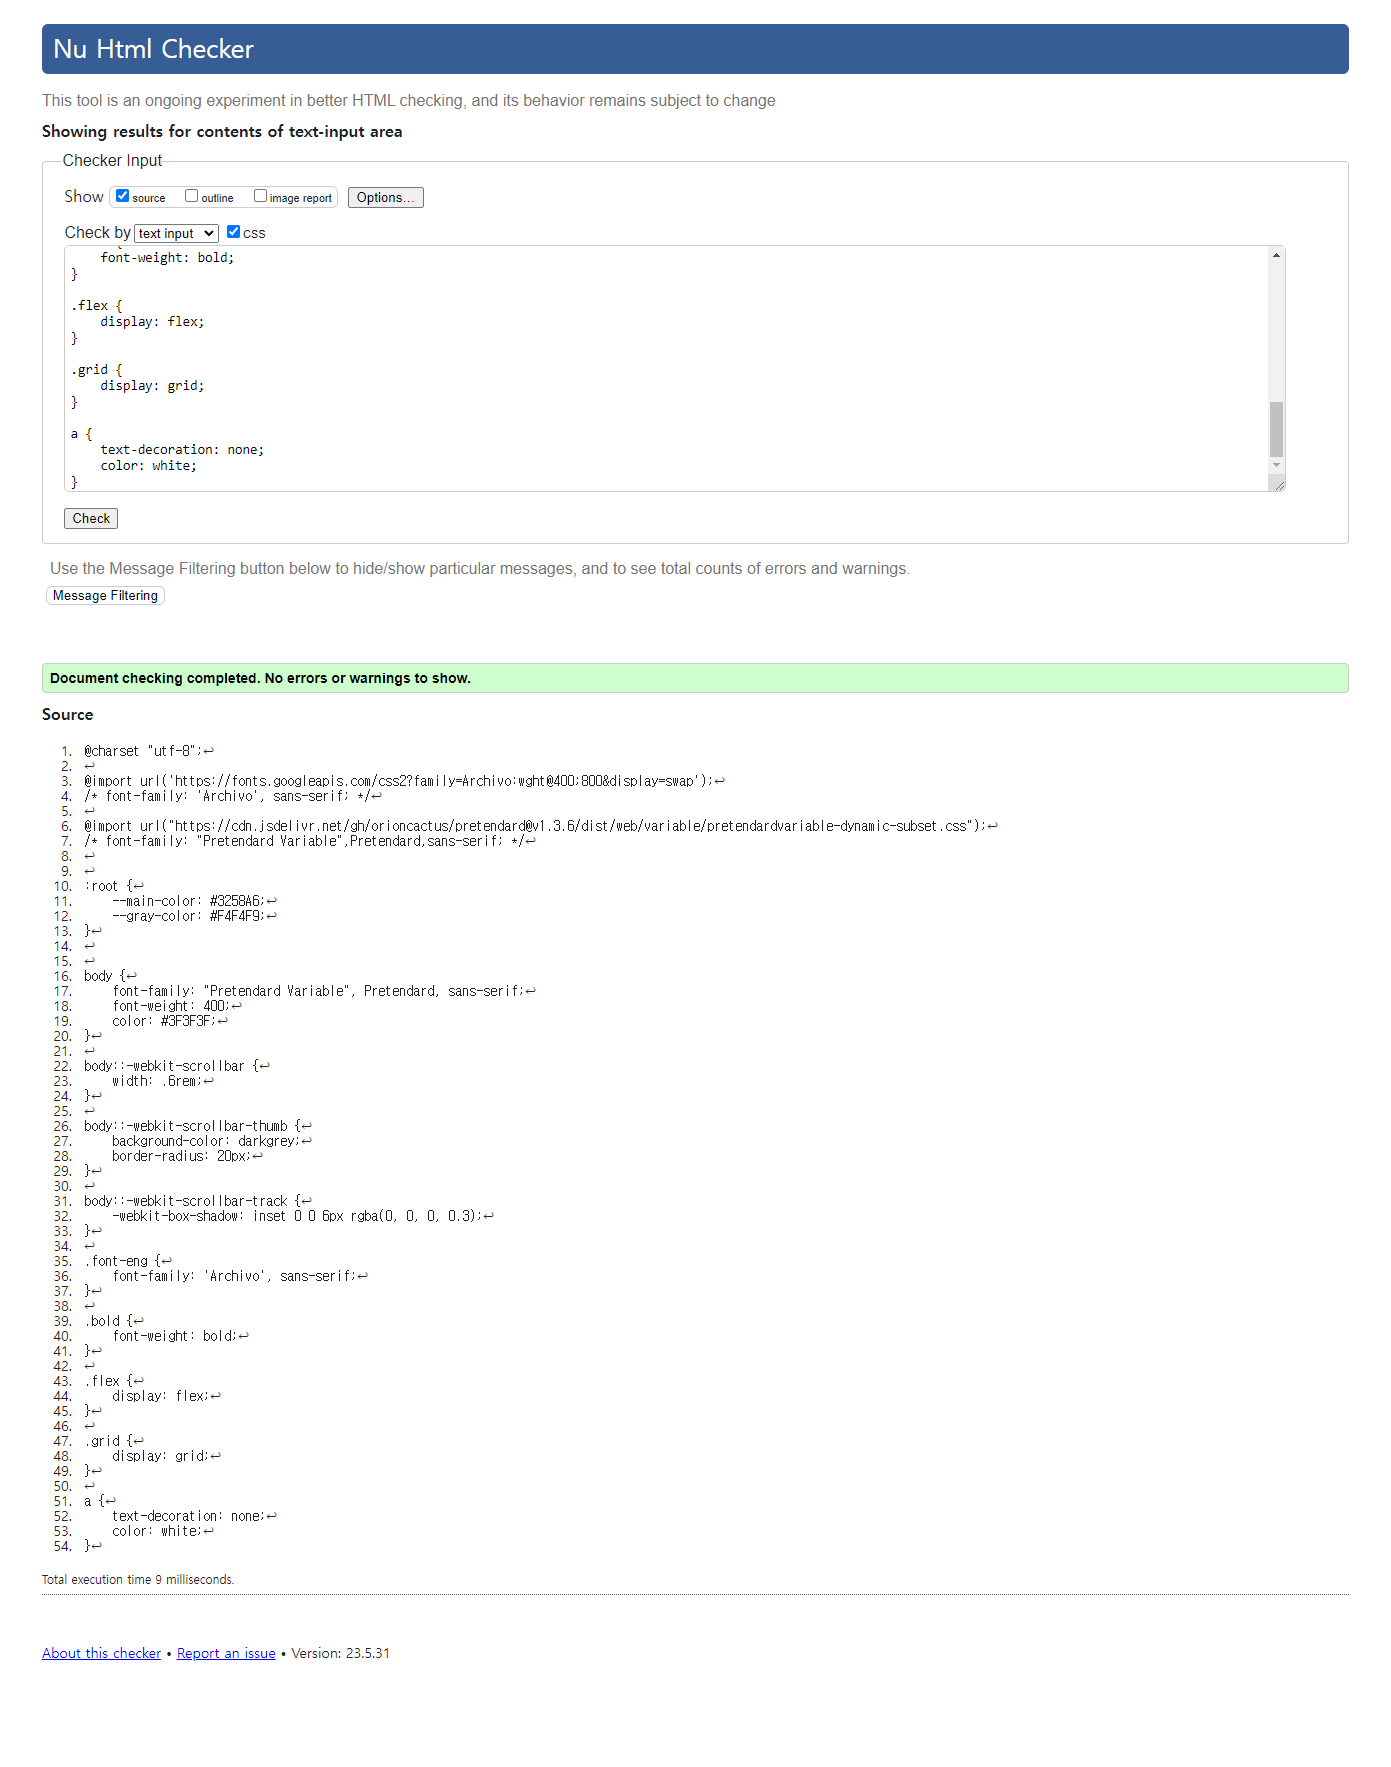 Nu Html Checker
This tool is an ongoing experiment in better HTML checking, and its behavior remains subject to change
Showing results for contents of text-input area
Checker Input
Show source outline image report Options...
Check by text input css
font-weight: bold;
}
.flex {
display: flex;
}
.grid {
display: grid;
}
a {
text-decoration: none;
color: white;
}
Check
Use the Message Filtering button below to hide/show particular messages, and to see total counts of errors and warnings.
Message Filtering
Document checking completed. No errors or warnings to show.
Source
1. @charset "utf-8";↩
2. ↩
3. @import url('https://fonts.googleapis.com/css2?family=Archivo:wght@400;800&display=swap');↩
4. /* font-family: 'Archivo', sans-serif; */↩
5. ↩
6. @import url("https://cdn.jsdelivr.net/gh/orioncactus/pretendard@v1.3.6/dist/web/variable/pretendardvariable-dynamic-subset.css");↩
7. /* font-family: "Pretendard Variable",Pretendard,sans-serif; */↩
8. ↩
9. ↩
10. :root {↩
11. --main-color: #3258A6;↩
12. --gray-color: #F4F4F9;↩
13. }↩
14. ↩
15. ↩
16. body {↩
17. font-family: "Pretendard Variable", Pretendard, sans-serif;↩
18. font-weight: 400;↩
19. color: #3F3F3F;↩
20. }↩
21. ↩
22. body::-webkit-scrollbar {↩
23. width: .6rem;↩
24. }↩
25. ↩
26. body::-webkit-scrollbar-thumb {↩
27. background-color: darkgrey;↩
28. border-radius: 20px;↩
29. }↩
30. ↩
31. body::-webkit-scrollbar-track {↩
32. -webkit-box-shadow: inset 0 0 6px rgba(0, 0, 0, 0.3);↩
33. }↩
34. ↩
35. .font-eng {↩
36. font-family: 'Archivo', sans-serif;↩
37. }↩
38. ↩
39. .bold {↩
40. font-weight: bold;↩
41. }↩
42. ↩
43. .flex {↩
44. display: flex;↩
45. }↩
46. ↩
47. .grid {↩
48. display: grid;↩
49. }↩
50. ↩
51. a {↩
52. text-decoration: none;↩
53. color: white;↩
54. }↩
Total execution time 9 milliseconds.
About this checker • Report an issue • Version: 23.5.31